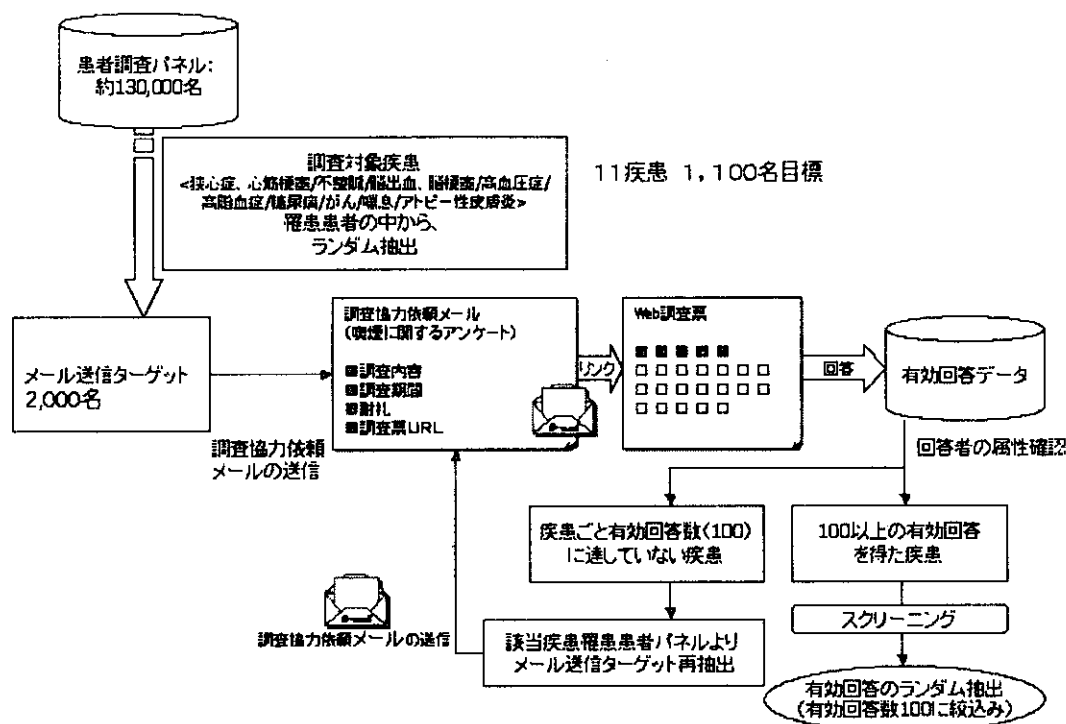 患者調査パネル:
約130,000名
調査対象疾患
<狭心症、心筋梗塞/不整脈/脳出血、脳梗塞/高血圧症/
高脂血症/糖尿病/がん/喘息/アトピー性皮膚炎>
罹患患者の中から、
ランダム抽出
11疾患 1,100名目標
メール送信ターゲット
2,000名
調査協力依頼
メールの送信
調査協力依頼メール
(喫煙に関するアンケート)
■調査内容
■調査期間
■謝礼
■調査票URL
リンク
Web調査票
回答
有効回答データ
回答者の属性確認
疾患ごと有効回答数(100)
に達していない疾患
100以上の有効回答
を得た疾患
スクリーニング
調査協力依頼メールの送信
該当疾患罹患患者パネルより
メール送信ターゲット再抽出
有効回答のランダム抽出
(有効回答数100に絞込み)